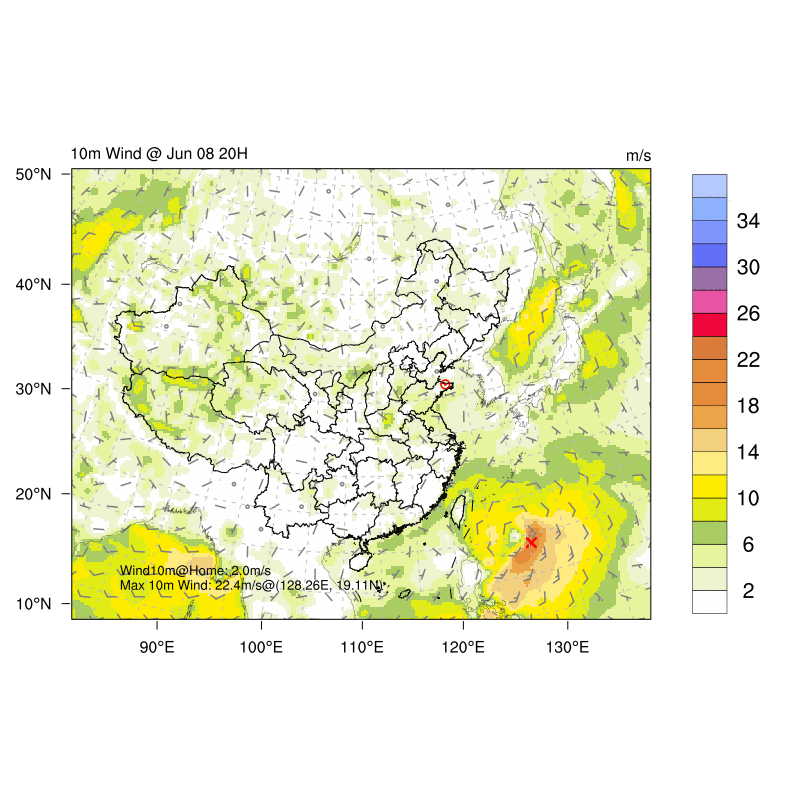 10m Wind @ Jun 08 20H
m/s
50°N
40°N
30°N
20°N
10°N
34
30
26
22
18
14
10
6
2
Wind10m@Home: 2.0m/s
Max 10m Wind: 22.4m/s@(128.26E, 19.11N)
90°E
100°E
110°E
120°E
130°E